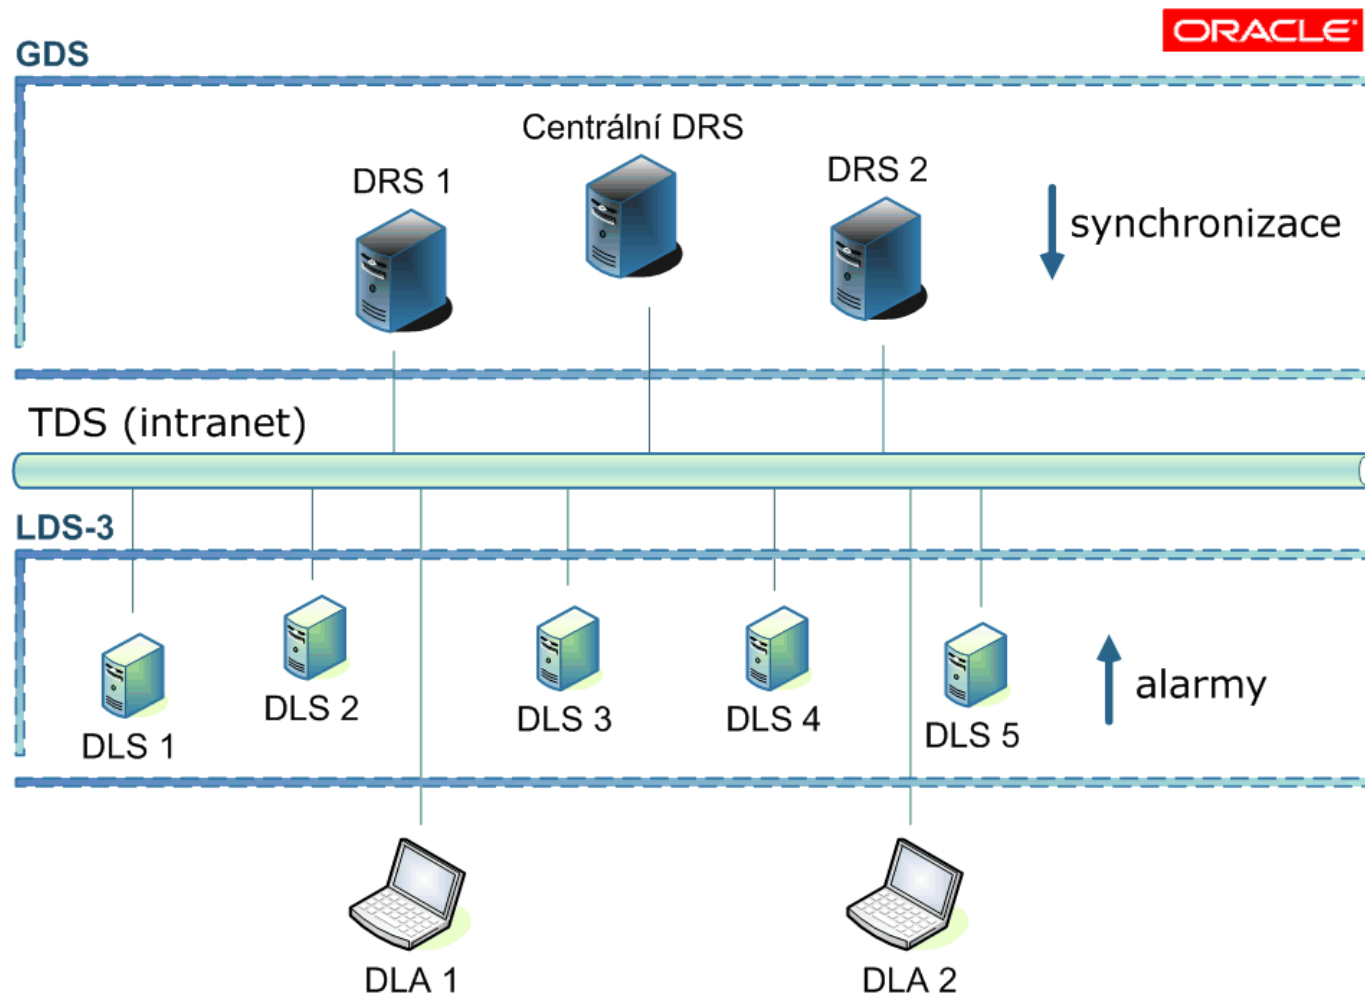 ORACLE
GDS
Centrální DRS
DRS 1
DRS 2
synchronizace
TDS (intranet)
LDS-3
DLS 1
DLS 2
DLS 3
DLS 4
DLS 5
alarmy
DLA 1
DLA 2